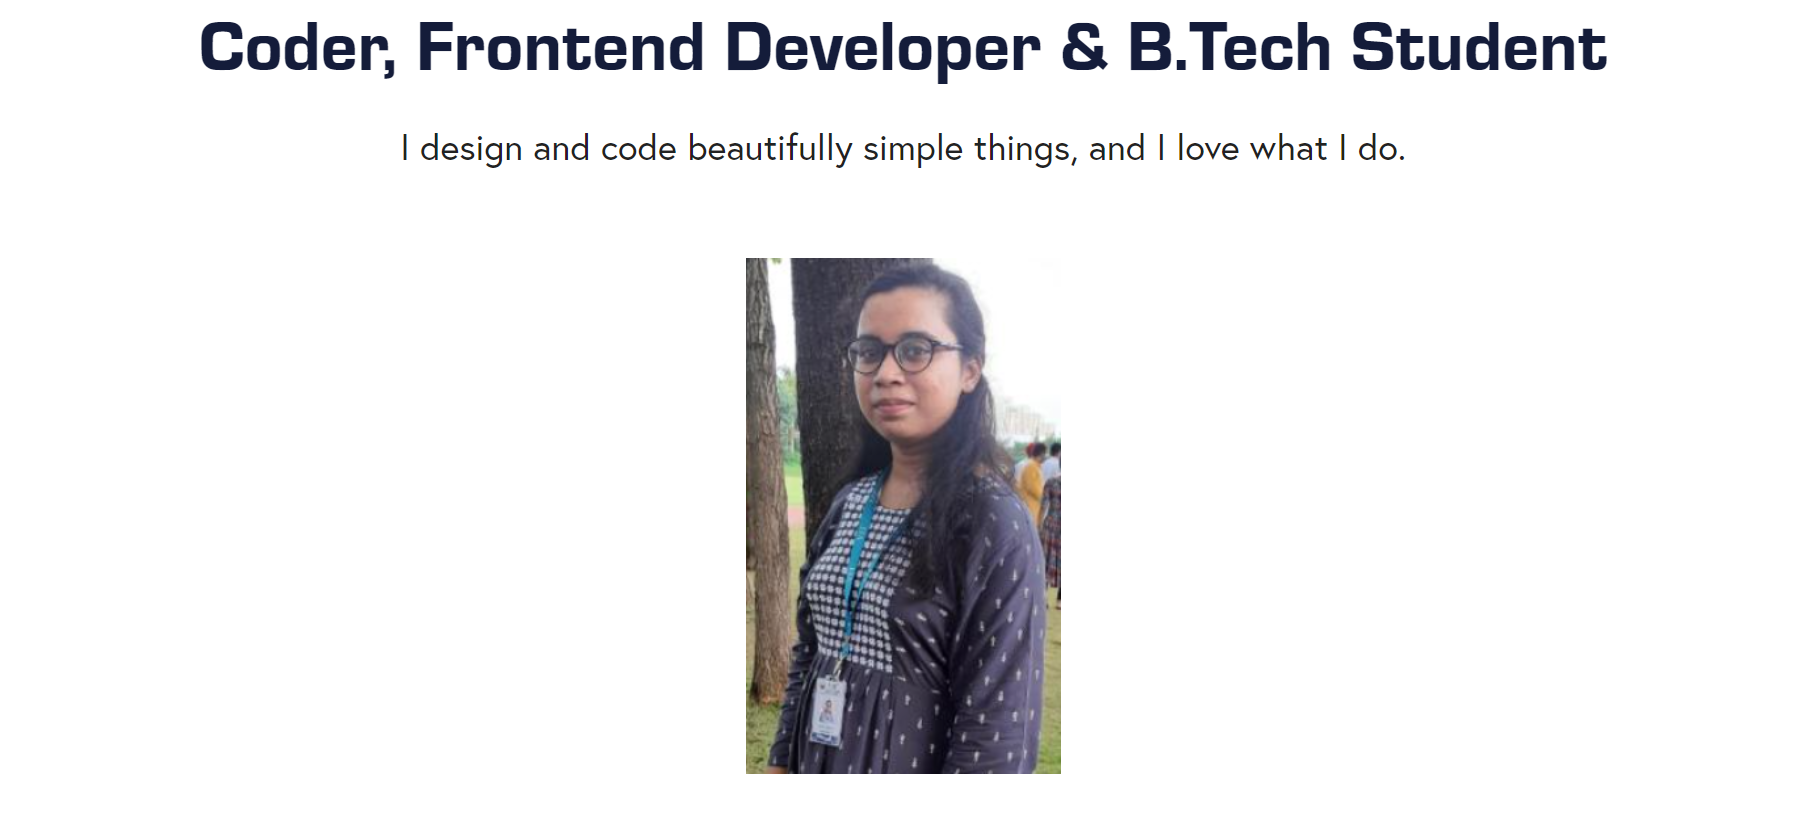 Coder, Frontend Developer & B.Tech Student
I design and code beautifully simple things, and I love what I do.